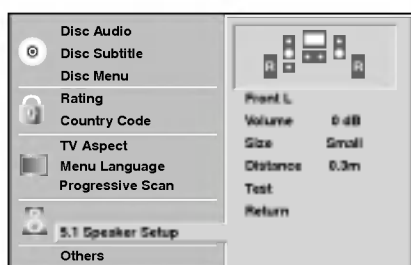 Disc Audio
Disc Subtitle
Disc Menu
Rating
Country Code
TV Aspect
Menu Language
Progressive Scan
5.1 Speaker Setup
Others
R
R
Front L
Volume 0 dB
Size Small
Distance 0.3m
Test
Return